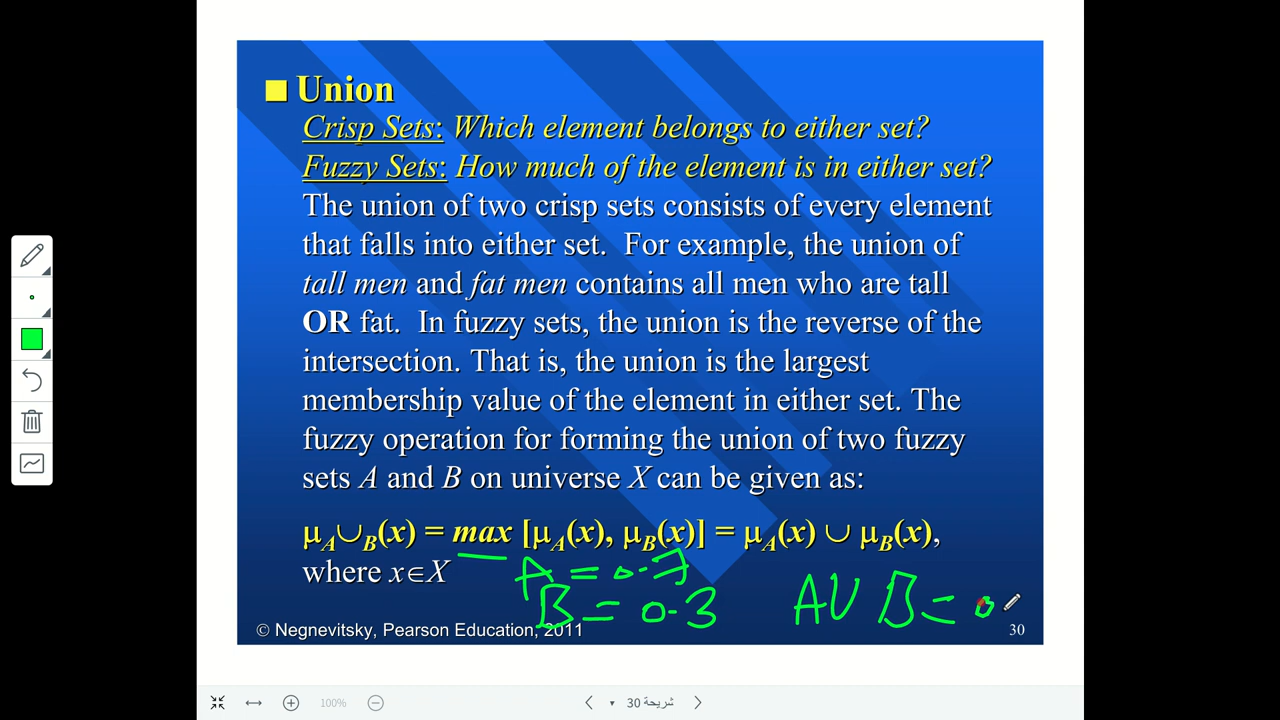 Union
Crisp Sets: Which element belongs to either set?
Fuzzy Sets: How much of the element is in either set?
The union of two crisp sets consists of every element
that falls into either set. For example, the union of
tall men and fat men contains all men who are tall
OR fat. In fuzzy sets, the union is the reverse of the
intersection. That is, the union is the largest
membership value of the element in either set. The
fuzzy operation for forming the union of two fuzzy
sets A and B on universe X can be given as:
μA∪B(x) = max [μA(x), μB(x)] = μA(x) ∪ μB(x),
where x∈X
A = 0.7
B = 0.3
A∪B = 0
© Negnevitsky, Pearson Education, 2011
30
100%
شريحة 30